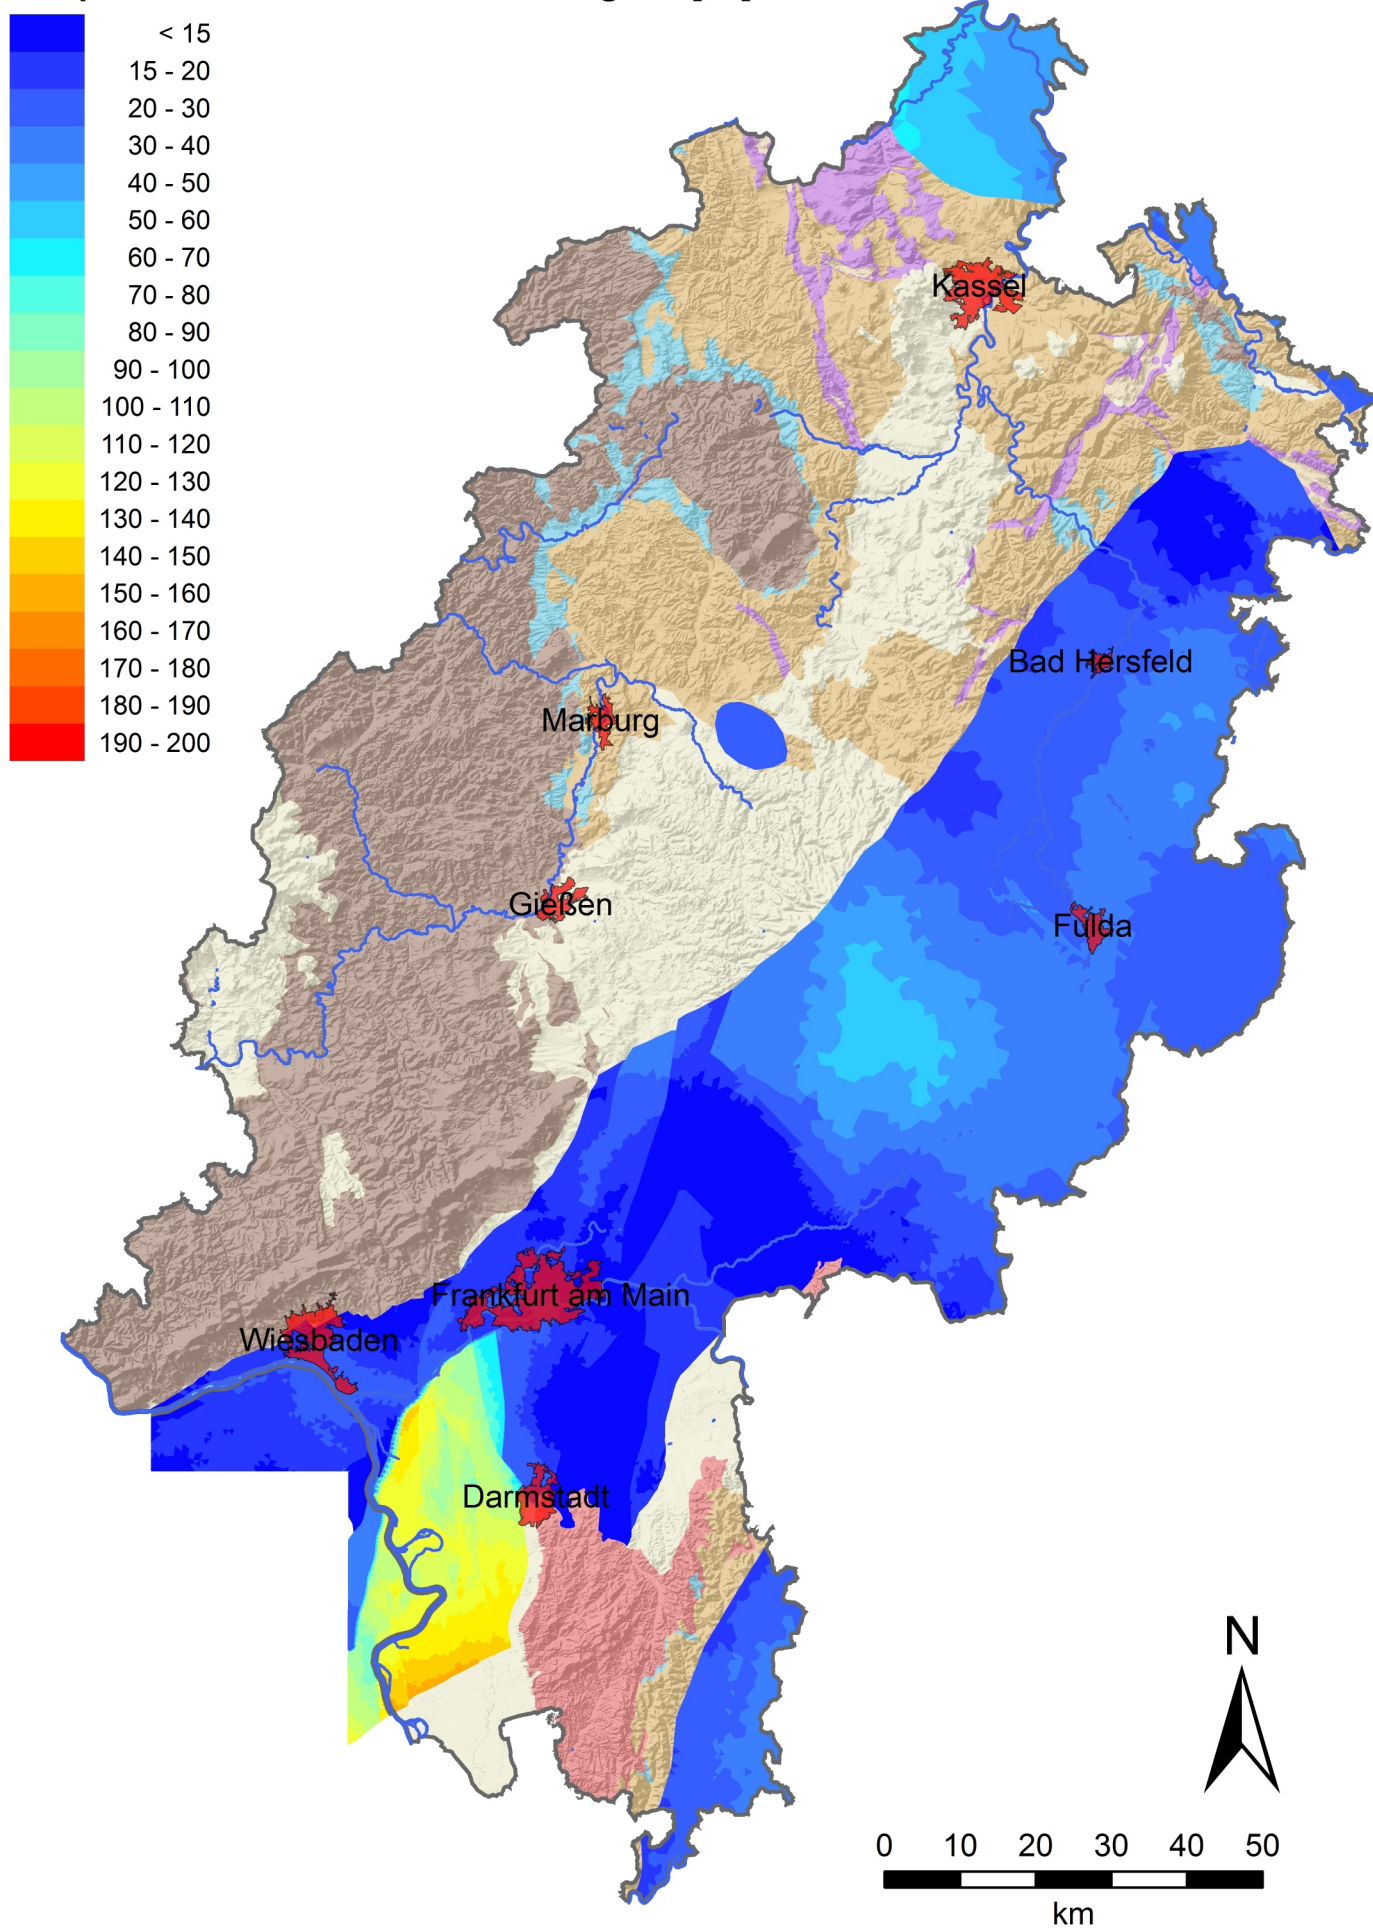 < 15
15 - 20
20 - 30
30 - 40
40 - 50
50 - 60
60 - 70
70 - 80
80 - 90
90 - 100
100 - 110
110 - 120
120 - 130
130 - 140
140 - 150
150 - 160
160 - 170
170 - 180
180 - 190
190 - 200
Kassel
Bad Hersfeld
Marburg
Gießen
Fulda
Frankfurt am Main
Wiesbaden
Darmstadt
N
0 10 20 30 40 50
km